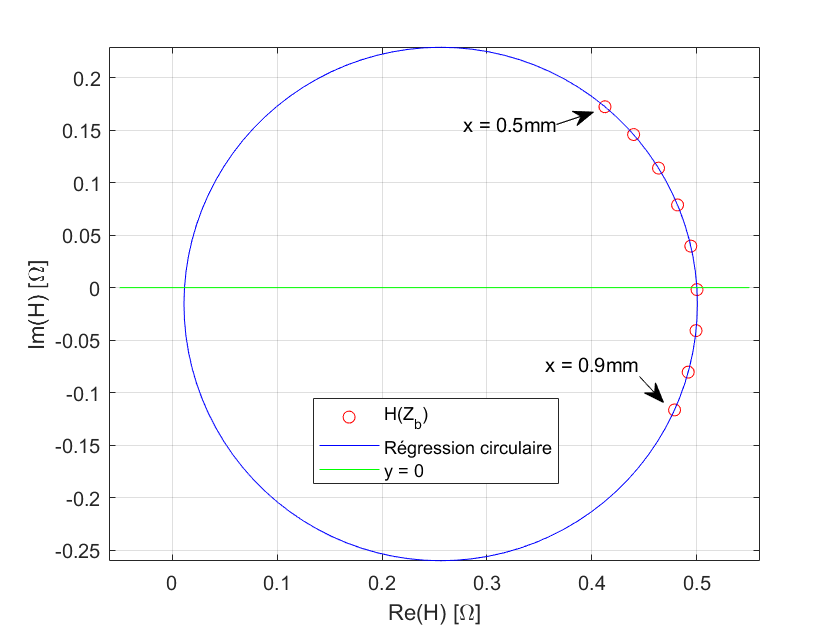 0.2
0.15
0.1
0.05
0
-0.05
-0.1
-0.15
-0.2
-0.25
Im(H) [Ω]
x = 0.5mm
x = 0.9mm
H(Z_b)
Régression circulaire
y = 0
0 0.1 0.2 0.3 0.4 0.5
Re(H) [Ω]